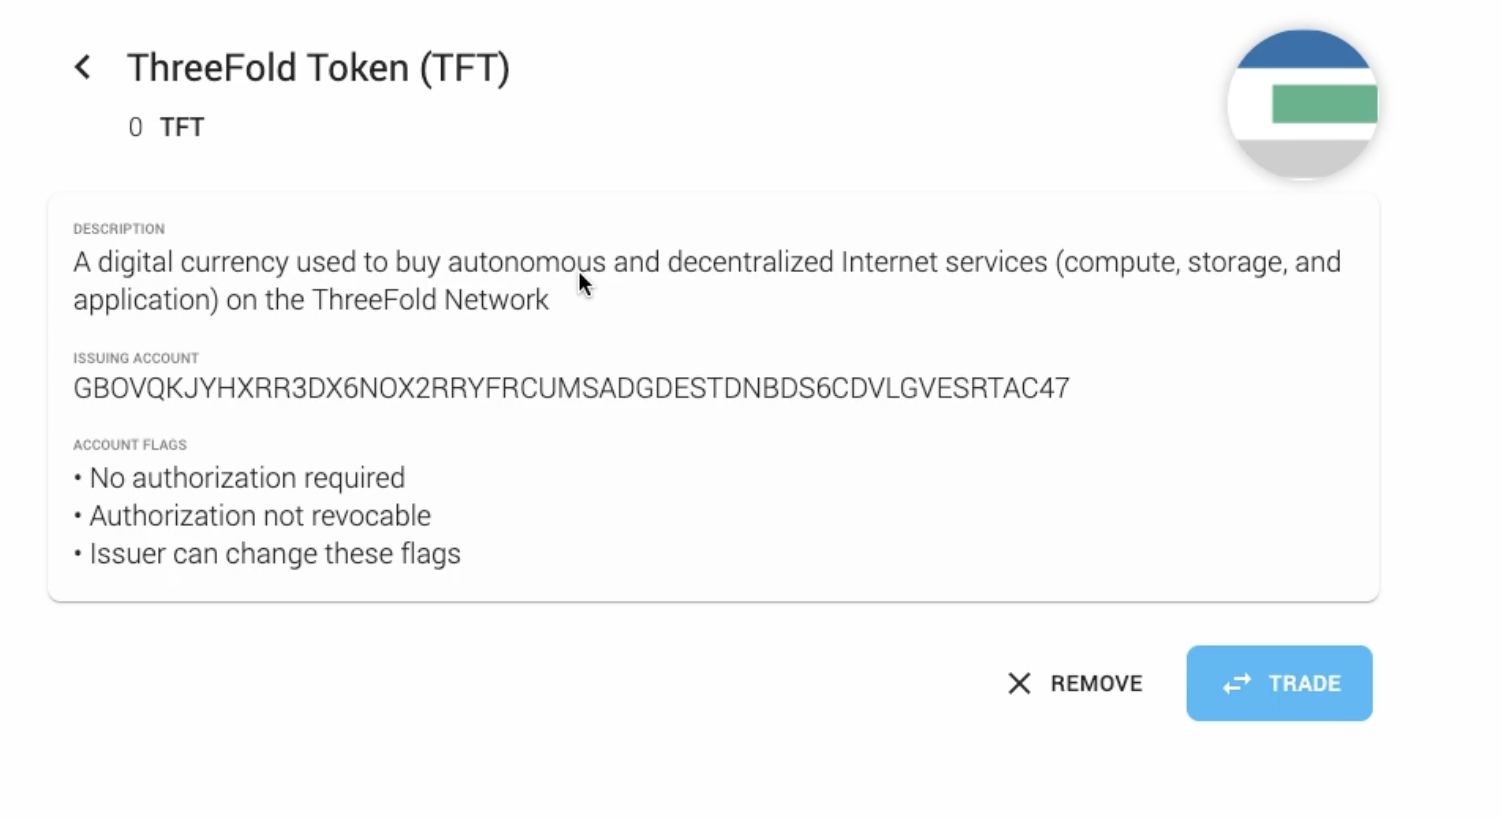 ThreeFold Token (TFT)
0 TFT
DESCRIPTION
A digital currency used to buy autonomous and decentralized Internet services (compute, storage, and
application) on the ThreeFold Network
ISSUING ACCOUNT
GBOVQKJYHXRR3DX6NOX2RRYFRCUMSADGDESTDNBDS6CDVLGVESRTAC47
ACCOUNT FLAGS
• No authorization required
• Authorization not revocable
• Issuer can change these flags
REMOVE TRADE